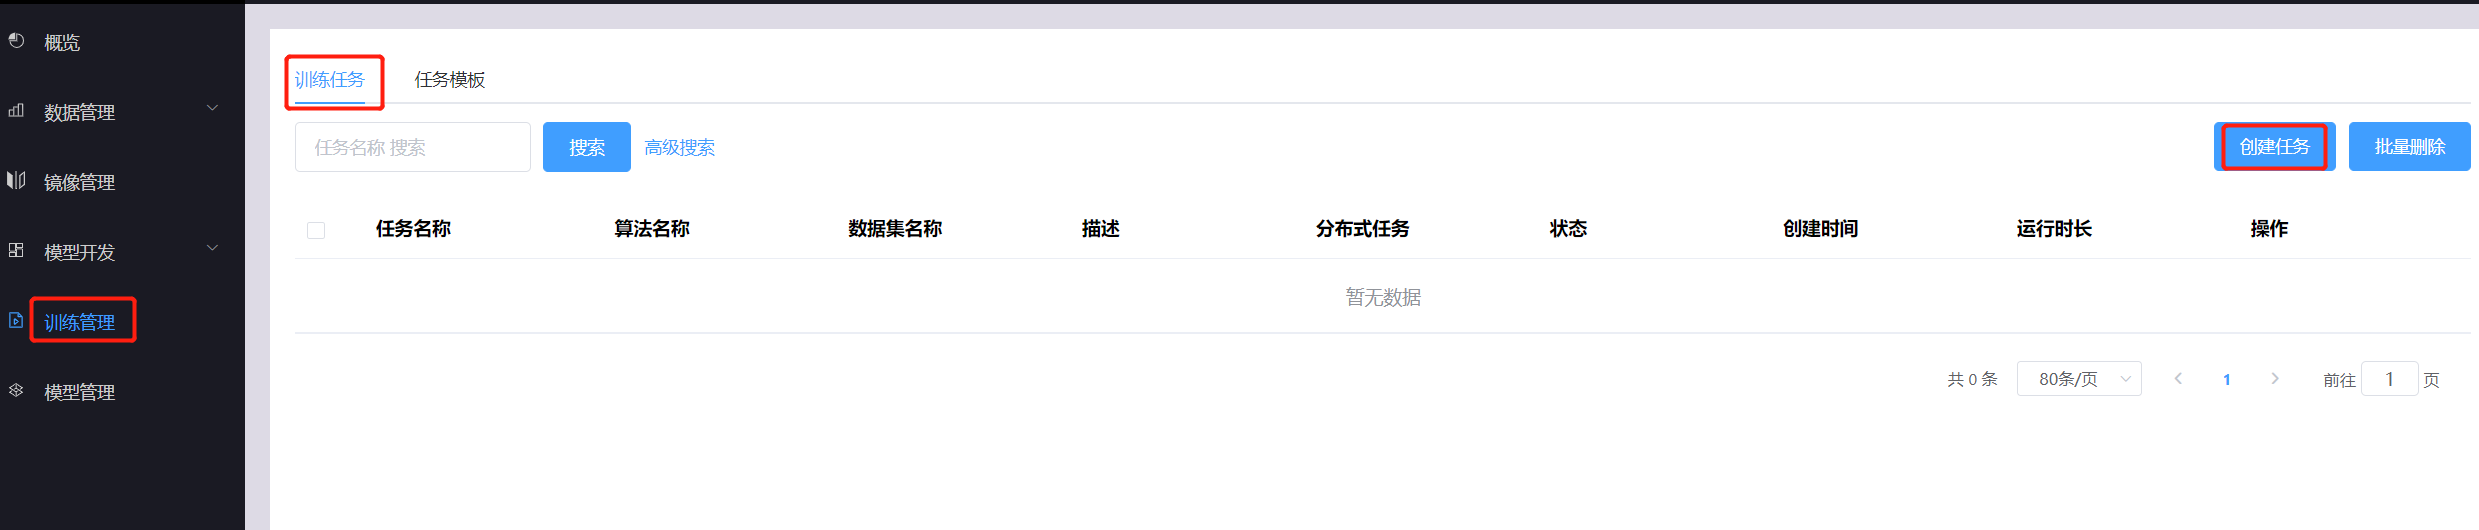 概览
数据管理
镜像管理
模型开发
训练管理
模型管理
训练任务 任务模板
任务名称 搜索 搜索 高级搜索 创建任务 批量删除
任务名称 算法名称 数据集名称 描述 分布式任务 状态 创建时间 运行时长 操作
暂无数据
共 0 条 80条/页 1 前往 1 页